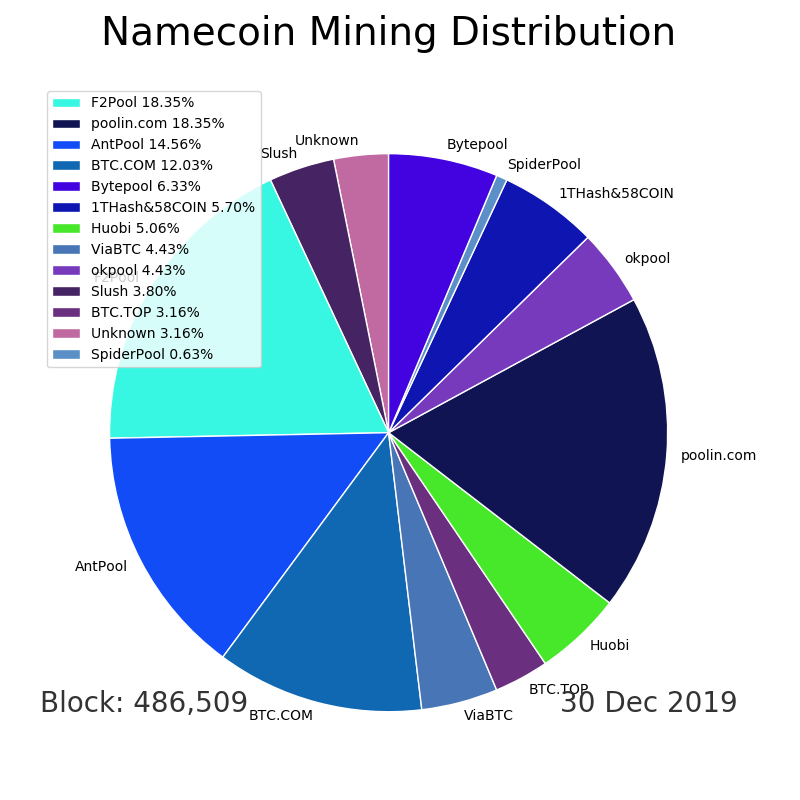 Namecoin Mining Distribution
F2Pool 18.35%
poolin.com 18.35%
AntPool 14.56%
BTC.COM 12.03%
Bytepool 6.33%
1THash&58COIN 5.70%
Huobi 5.06%
ViaBTC 4.43%
okpool 4.43%
Slush 3.80%
BTC.TOP 3.16%
Unknown 3.16%
SpiderPool 0.63%
Unknown
Slush
Bytepool
SpiderPool
1THash&58COIN
okpool
F2Pool
poolin.com
AntPool
Huobi
BTC.TOP
ViaBTC
BTC.COM
Block: 486,509
30 Dec 2019